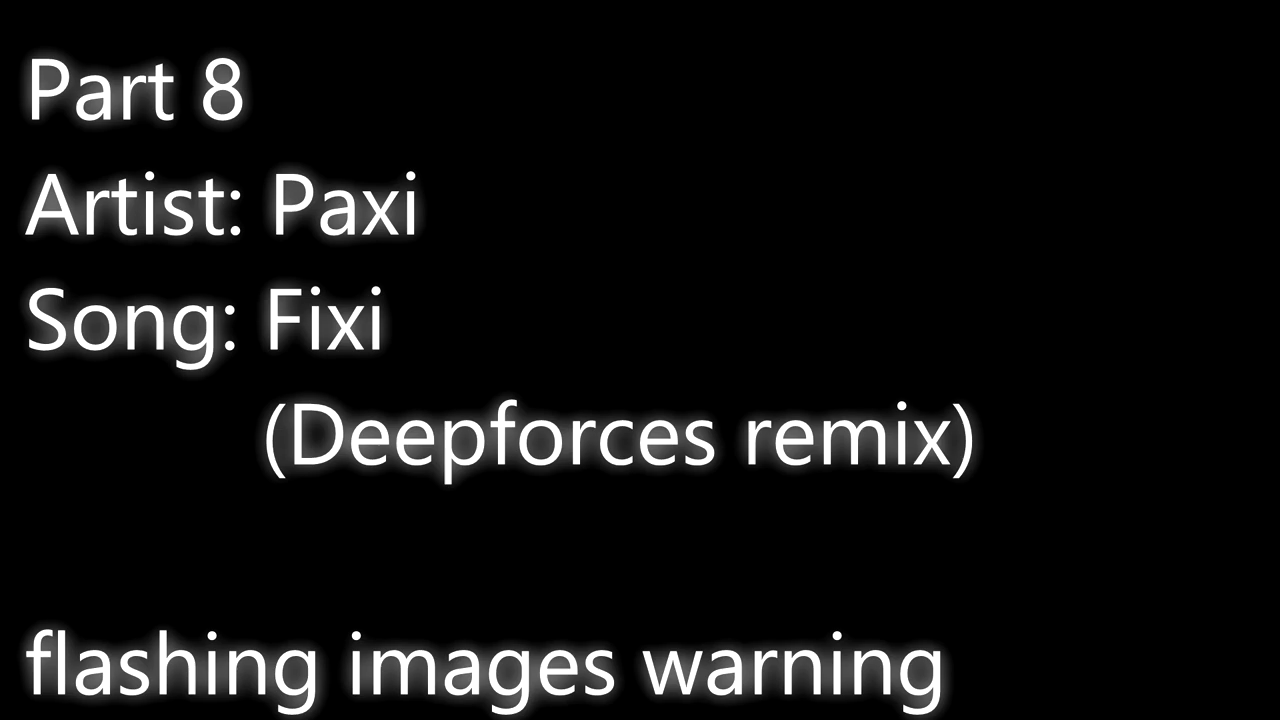 Part 8
Artist: Paxi
Song: Fixi
(Deepforces remix)
flashing images warning